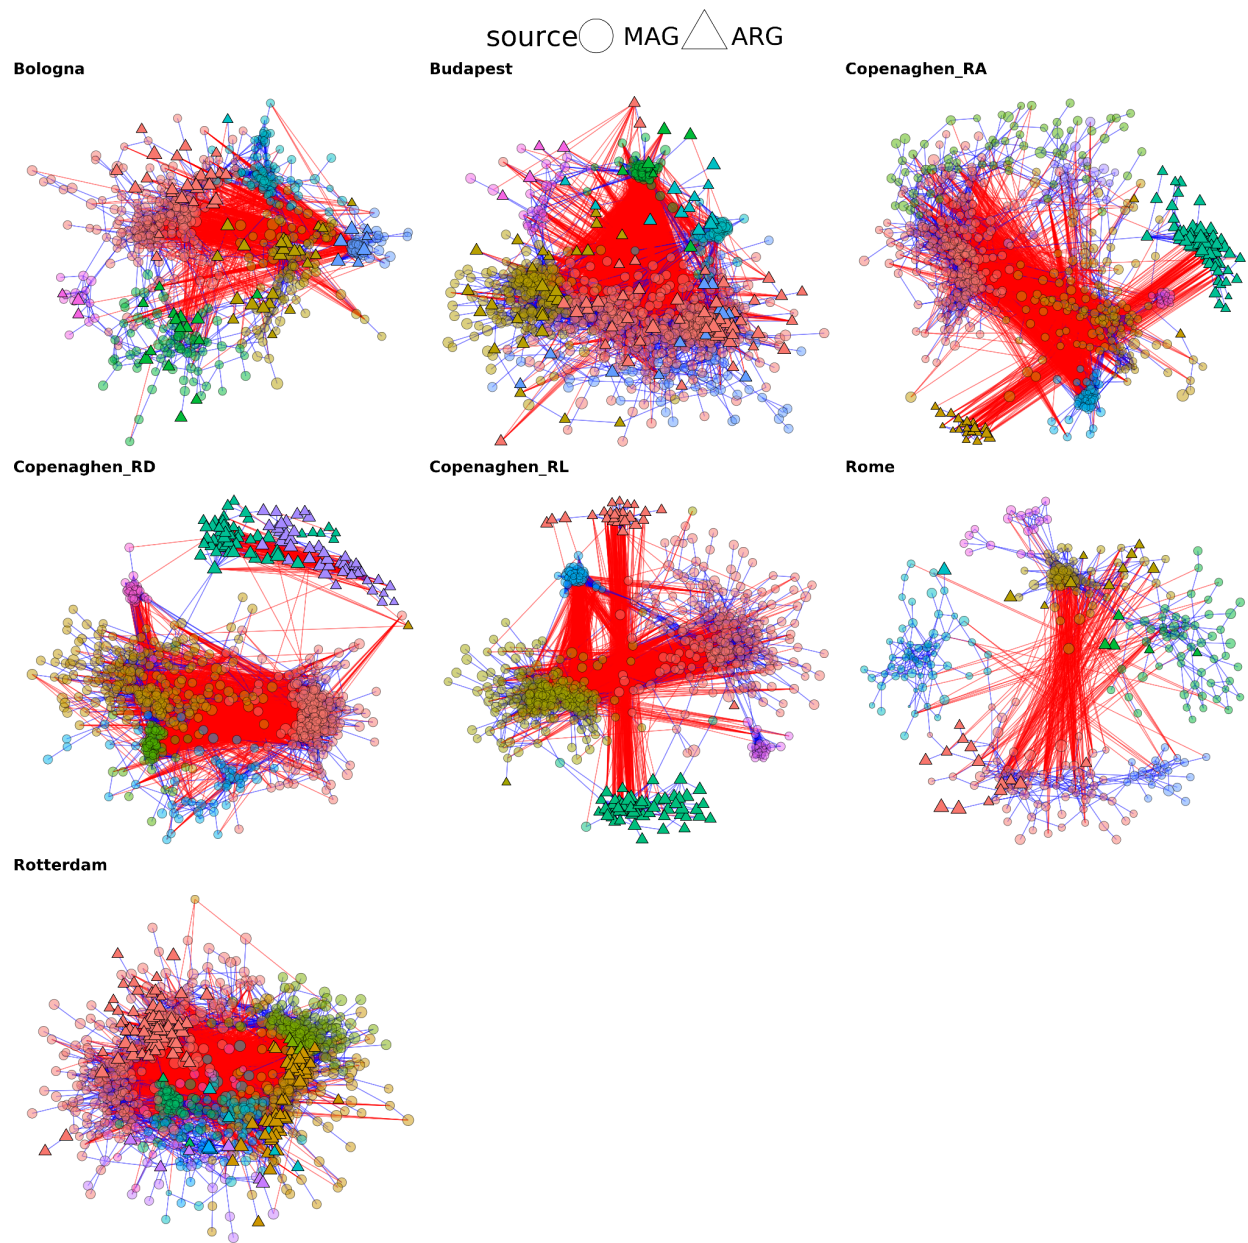 source MAG ARG
Bologna
Budapest
Copenaghen_RA
Copenaghen_RD
Copenaghen_RL
Rome
Rotterdam